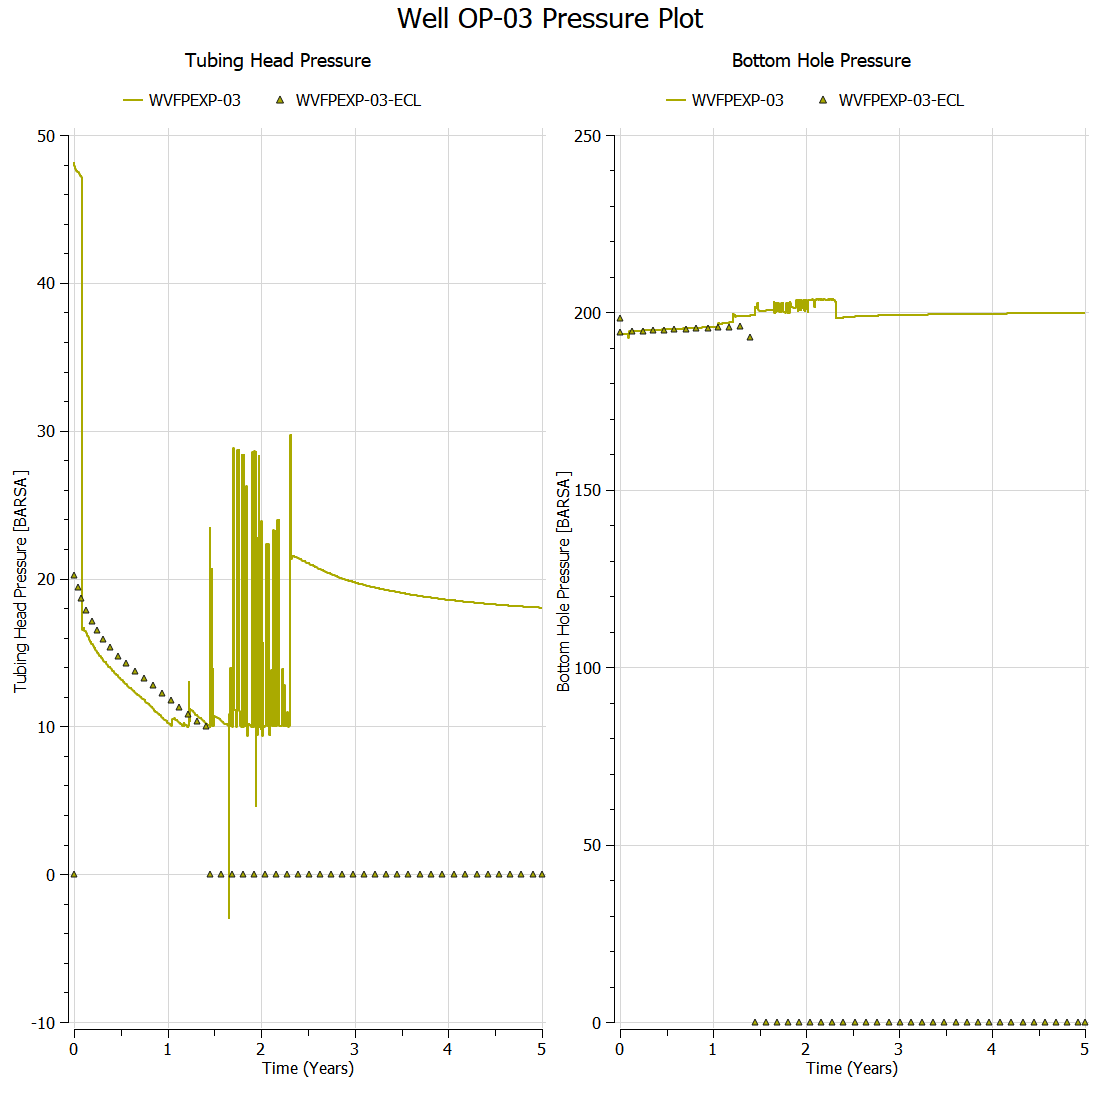 Well OP-03 Pressure Plot
Tubing Head Pressure
WVFPEXP-03
WVFPEXP-03-ECL
50
40
30
20
10
0
-10
Tubing Head Pressure [BARSA]
0
1
2
3
4
5
Time (Years)
Bottom Hole Pressure
WVFPEXP-03
WVFPEXP-03-ECL
250
200
150
100
50
0
Bottom Hole Pressure [BARSA]
0
1
2
3
4
5
Time (Years)